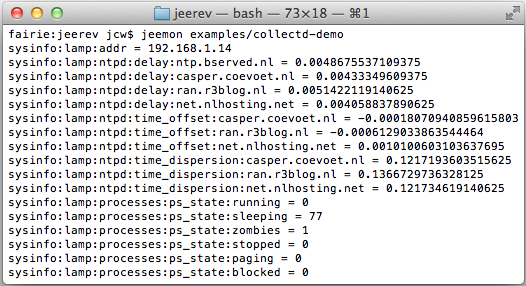 jeerev — bash — 73×18 — ⌘1
fairie:jeerev jcw$ jeemon examples/collectd-demo
sysinfo:lamp:addr = 192.168.1.14
sysinfo:lamp:ntpd:delay:ntp.bserved.nl = 0.0048675537109375
sysinfo:lamp:ntpd:delay:casper.coevoet.nl = 0.00433349609375
sysinfo:lamp:ntpd:delay:ran.r3blog.nl = 0.0051422119140625
sysinfo:lamp:ntpd:delay:net.nlhosting.net = 0.004058837890625
sysinfo:lamp:ntpd:time_offset:casper.coevoet.nl = -0.00018070940859615803
sysinfo:lamp:ntpd:time_offset:ran.r3blog.nl = -0.0006129033863544464
sysinfo:lamp:ntpd:time_offset:net.nlhosting.net = 0.0010100603103637695
sysinfo:lamp:ntpd:time_dispersion:casper.coevoet.nl = 0.1217193603515625
sysinfo:lamp:ntpd:time_dispersion:ran.r3blog.nl = 0.1366729736328125
sysinfo:lamp:ntpd:time_dispersion:net.nlhosting.net = 0.121734619140625
sysinfo:lamp:processes:ps_state:running = 0
sysinfo:lamp:processes:ps_state:sleeping = 77
sysinfo:lamp:processes:ps_state:zombies = 1
sysinfo:lamp:processes:ps_state:stopped = 0
sysinfo:lamp:processes:ps_state:paging = 0
sysinfo:lamp:processes:ps_state:blocked = 0